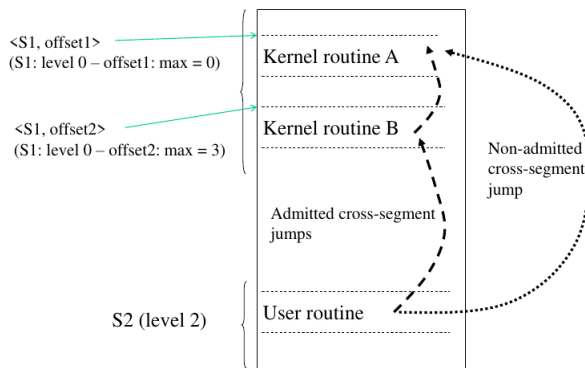 <S1, offset1>
(S1: level 0 – offset1: max = 0)
Kernel routine A
<S1, offset2>
(S1: level 0 – offset2: max = 3)
Kernel routine B
Non-admitted
cross-segment
jump
Admitted cross-segment
jumps
S2 (level 2)
User routine